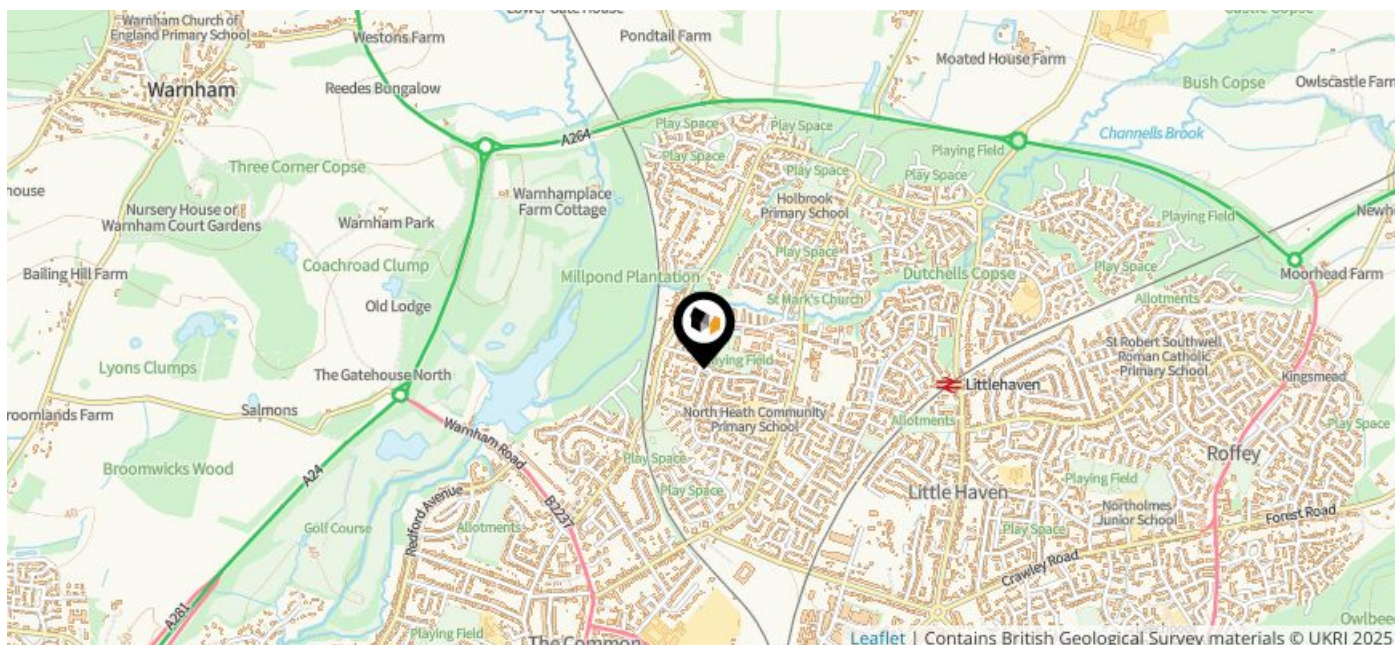 Warnham Church of
England Primary School
Westons Farm
Pondtail Farm
Moated House Farm
Bush Copse
Owlscastle Farm
Warnham
Reedes Bungalow
A264
Play Space
Play Space
Channells Brook
Play Space
Playing Field
Three Corner Copse
Play Space
Play Space
Warnhamplace
Farm Cottage
Holbrook
Primary School
Nursery House or
Warnham Court Gardens
Warnham Park
Playing Field
Play Space
Bailing Hill Farm
Coachroad Clump
Millpond Plantation
Dutchells Copse
Play Space
Moorhead Farm
Old Lodge
St Mark's Church
Allotments
St Robert Southwell
Roman Catholic
Primary School
Lyons Clumps
The Gatehouse North
Playing Field
Littlehaven
Kingsmead
Salmons
North Heath Community
Primary School
Allotments
Play Space
Warnham Road
Broomwicks Wood
A24
Play Space
Playing Field
Roffey
Play Space
Little Haven
Golf Course
Redford Avenue
Allotments
B2237
Play Space
Northolmes
Junior School
Forest Road
Crawley Road
A281
Playing Field
The Common
Leaflet | Contains British Geological Survey materials © UKRI 2025